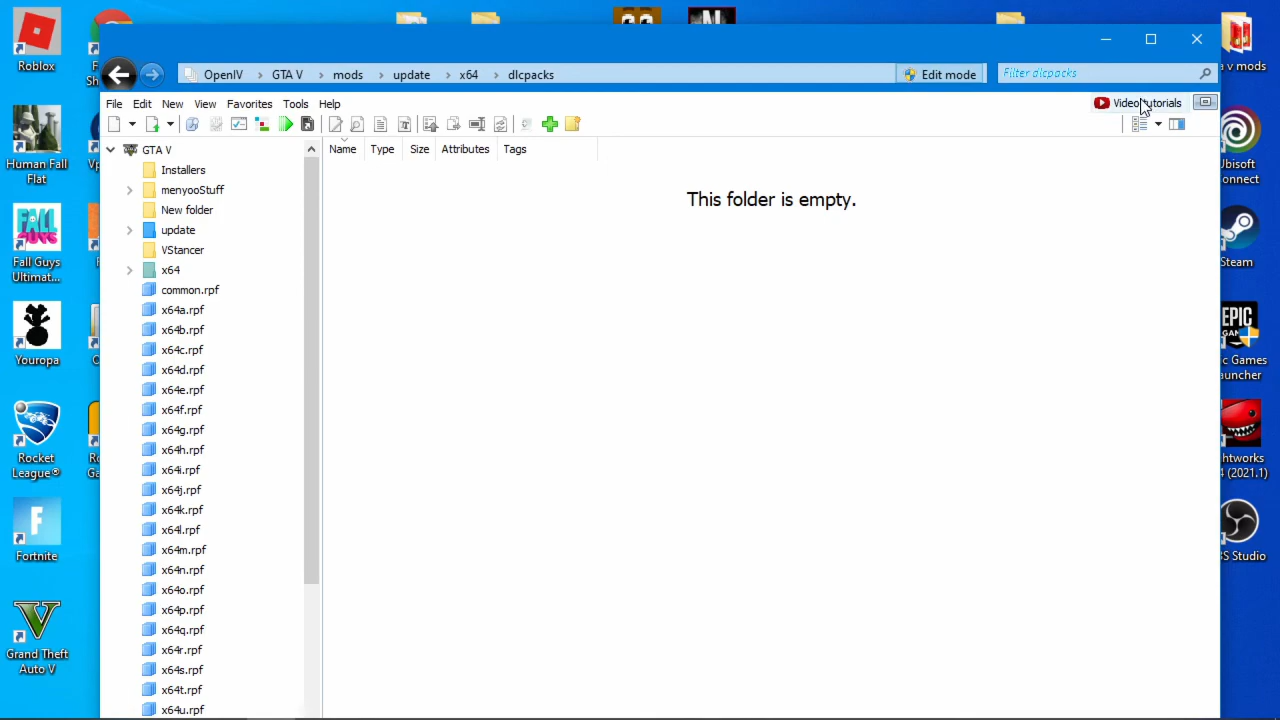 Roblox
Human Fall
Flat
Fall Guys
Ultimat...
Youropa
Rocket
League®
Fortnite
Grand Theft
Auto V
OpenIV
GTA V
mods
update
x64
dlcpacks
Edit mode
Filter dlcpacks
File
Edit
New
View
Favorites
Tools
Help
Video tutorials
GTA V
Installers
menyooStuff
New folder
update
VStancer
x64
common.rpf
x64a.rpf
x64b.rpf
x64c.rpf
x64d.rpf
x64e.rpf
x64f.rpf
x64g.rpf
x64h.rpf
x64i.rpf
x64j.rpf
x64k.rpf
x64l.rpf
x64m.rpf
x64n.rpf
x64o.rpf
x64p.rpf
x64q.rpf
x64r.rpf
x64s.rpf
x64t.rpf
x64u.rpf
Name
Type
Size
Attributes
Tags
This folder is empty.
a v mods
Ubisoft
onnect
Steam
EPIC
c Games
auncher
htworks
4 (2021.1)
BS Studio